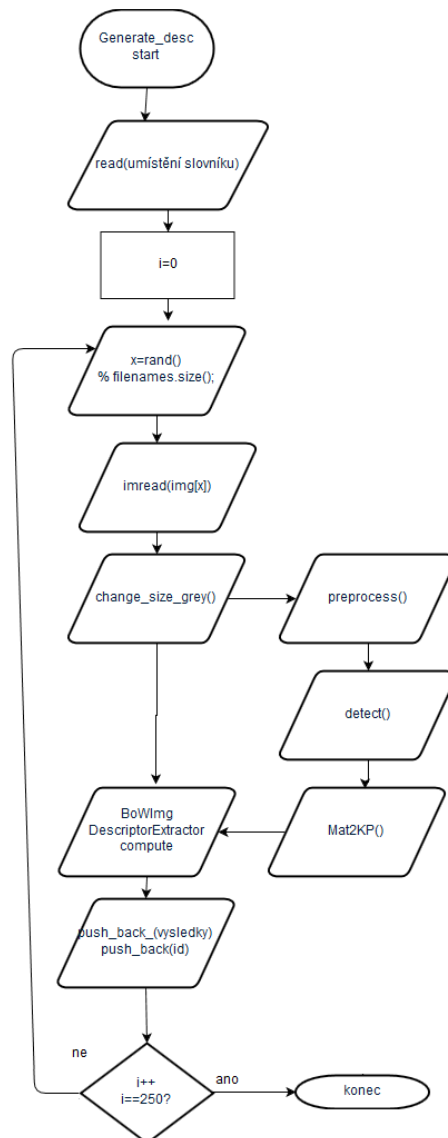 Generate_desc
start
read(umístění slovníku)
i=0
x=rand()
% filenames.size();
imread(img[x])
change_size_grey()
preprocess()
detect()
Mat2KP()
BoWImg
DescriptorExtractor
compute
push_back_(vysledky)
push_back(id)
ne
i++
i==250?
ano
konec